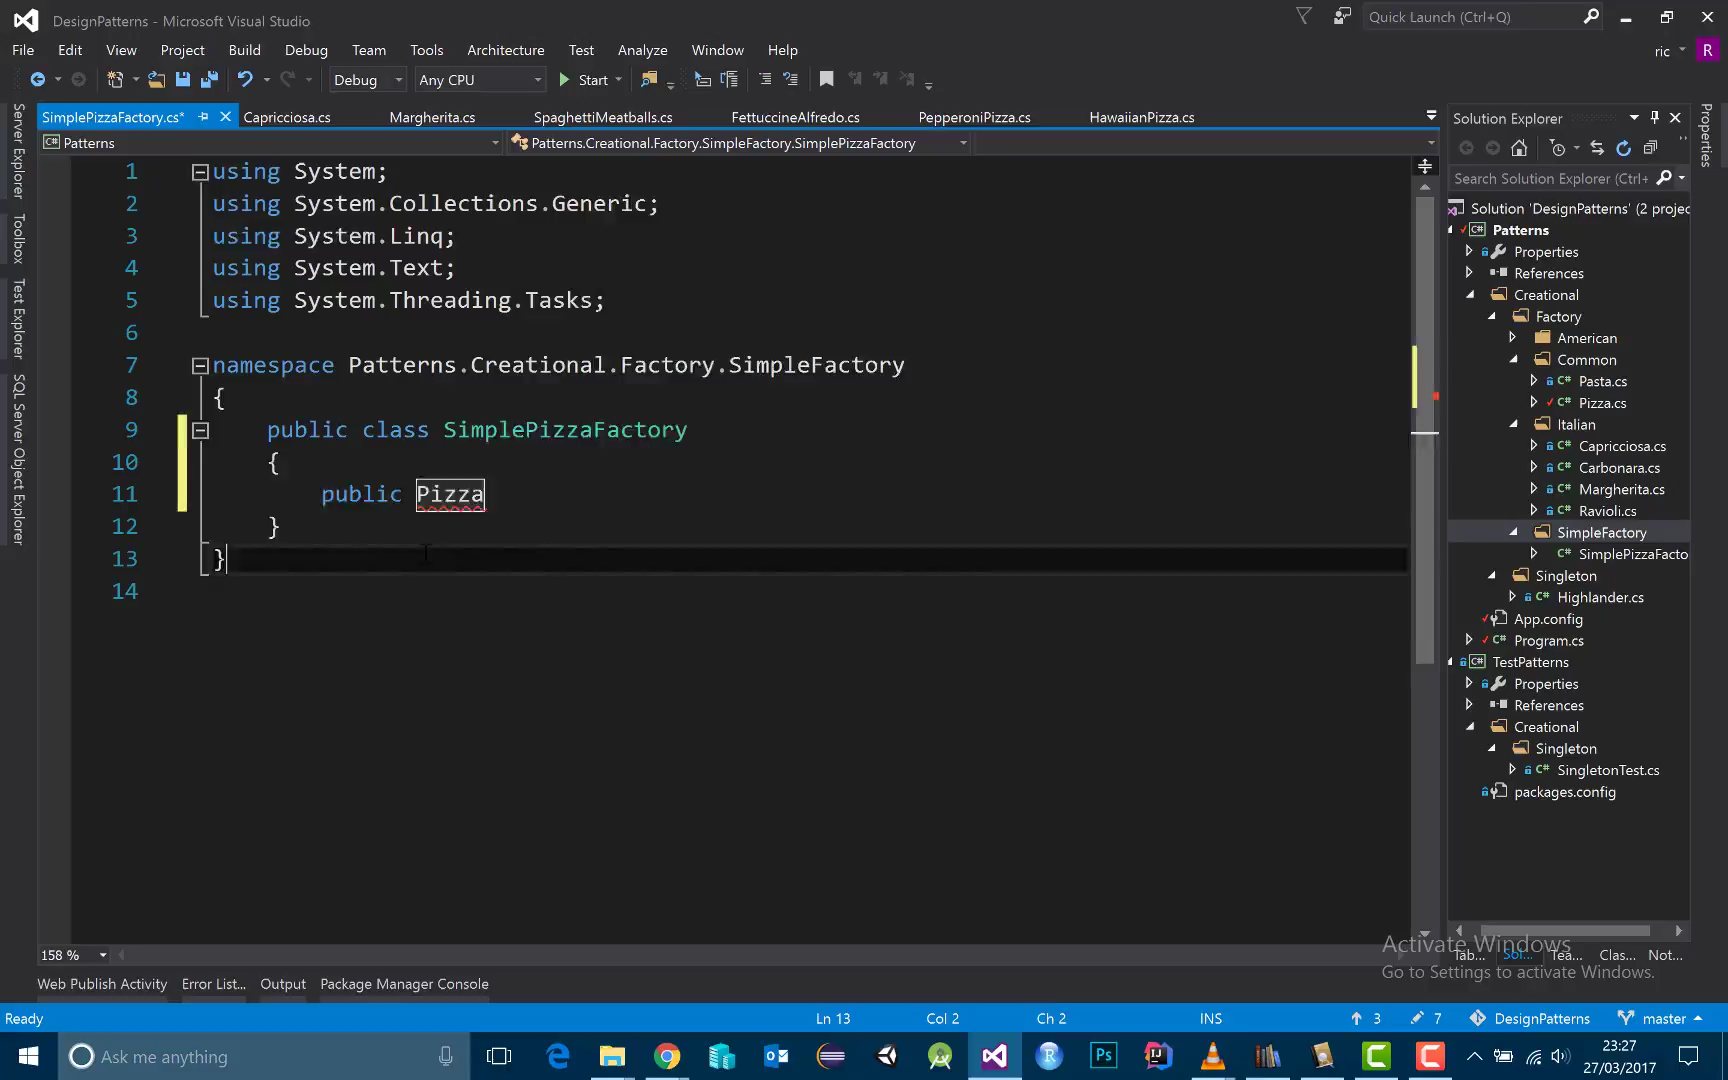 DesignPatterns - Microsoft Visual Studio
Quick Launch (Ctrl+Q)
File Edit View Project Build Debug Team Tools Architecture Test Analyze Window Help
ric R
Debug Any CPU Start
SimplePizzaFactory.cs* Capricciosa.cs Margherita.cs SpaghettiMeatballs.cs FettuccineAlfredo.cs PepperoniPizza.cs HawaiianPizza.cs
Patterns Patterns.Creational.Factory.SimpleFactory.SimplePizzaFactory
Server Explorer
Toolbox
Test Explorer
SQL Server Object Explorer
1 using System;
2 using System.Collections.Generic;
3 using System.Linq;
4 using System.Text;
5 using System.Threading.Tasks;
6
7 namespace Patterns.Creational.Factory.SimpleFactory
8 {
9 public class SimplePizzaFactory
10 {
11 public Pizza
12 }
13 }
14
158 %
Solution Explorer
Search Solution Explorer (Ctrl+
Solution 'DesignPatterns' (2 projec
C# Patterns
Properties
References
Creational
Factory
American
Common
C# Pasta.cs
C# Pizza.cs
Italian
C# Capricciosa.cs
C# Carbonara.cs
C# Margherita.cs
C# Ravioli.cs
SimpleFactory
C# SimplePizzaFacto
Singleton
C# Highlander.cs
App.config
C# Program.cs
C# TestPatterns
Properties
References
Creational
Singleton
C# SingletonTest.cs
packages.config
Properties
Tab... Sol... Tea... Clas... Not...
Activate Windows
Go to Settings to activate Windows.
Web Publish Activity Error List... Output Package Manager Console
Ready Ln 13 Col 2 Ch 2 INS 3 7 DesignPatterns master
Ask me anything
R Ps IJ C C
23:27
27/03/2017